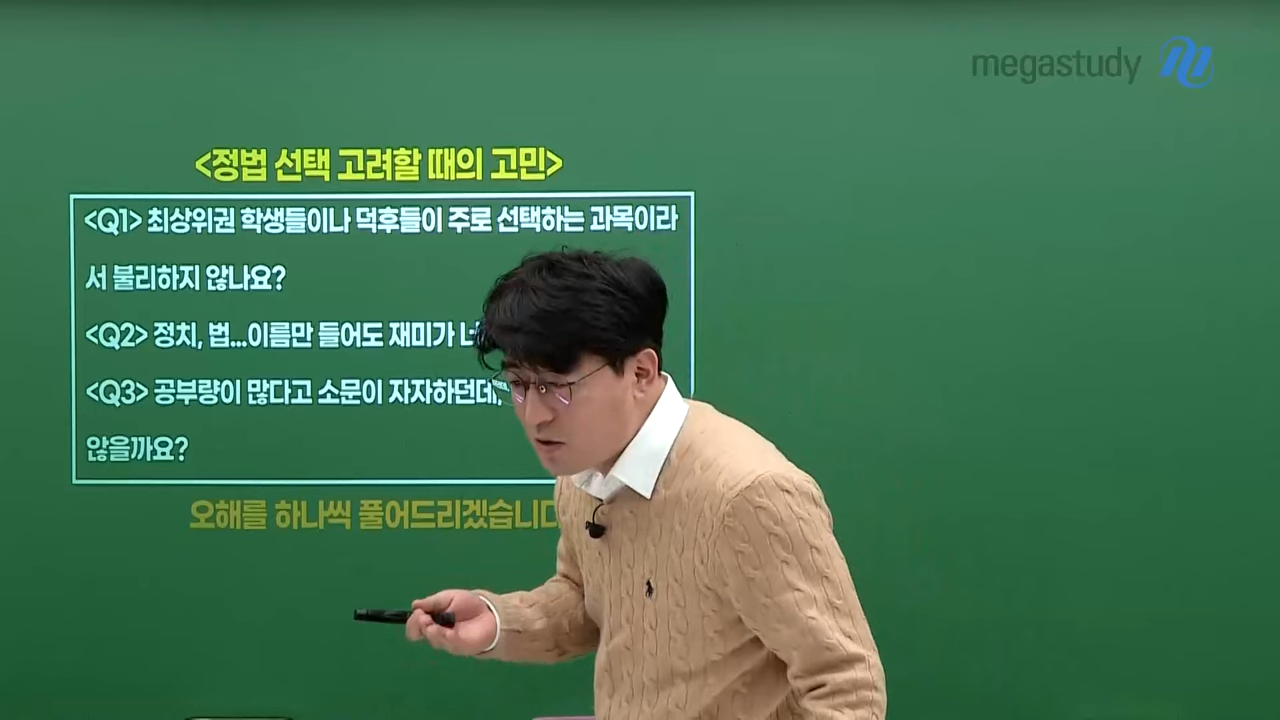 megastudy
<정법 선택 고려할 때의 고민>
<Q1> 최상위권 학생들이나 덕후들이 주로 선택하는 과목이라
서 불리하지 않나요?
<Q2> 정치, 법...이름만 들어도 재미가
<Q3> 공부량이 많다고 소문이 자자하던데,
않을까요?
오해를 하나씩 풀어드리겠습니다